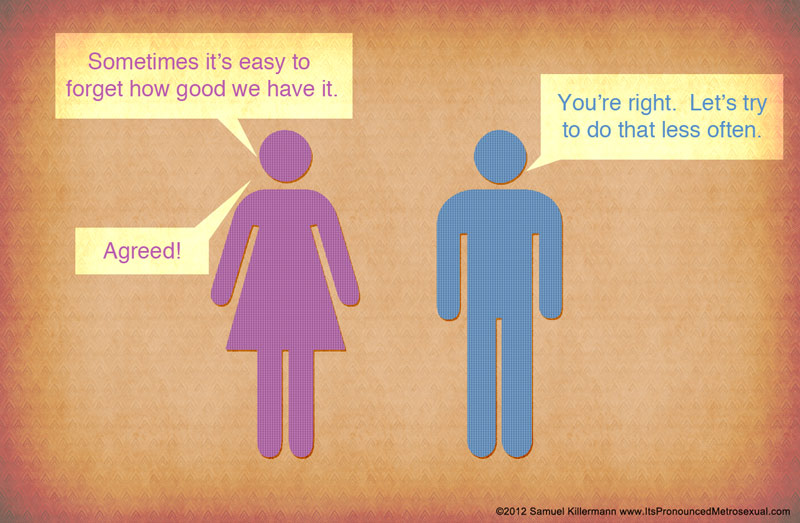 Sometimes it's easy to
forget how good we have it.
You're right.  Let's try
to do that less often.
Agreed!
©2012 Samuel Killermann www.ItsPronouncedMetrosexual.com